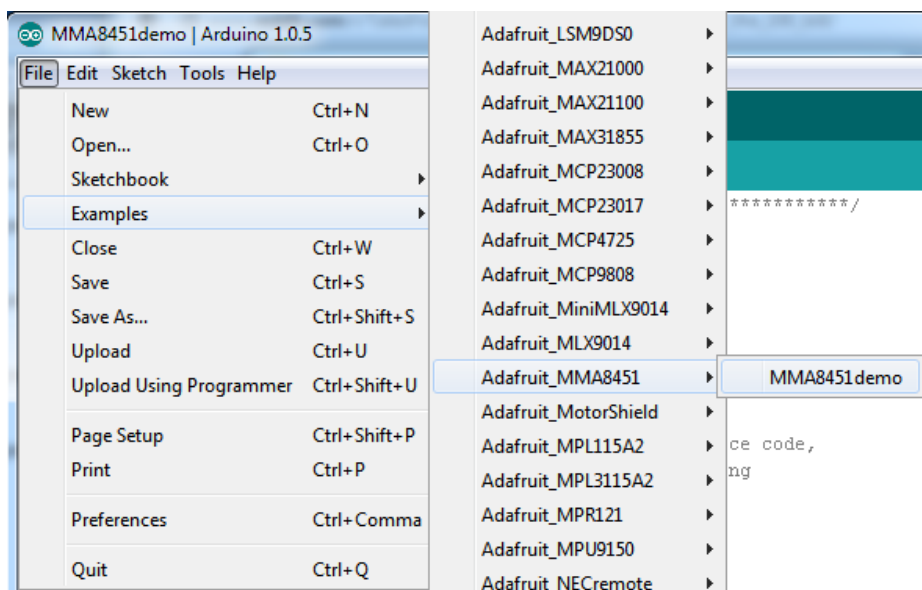 MMA8451demo | Arduino 1.0.5
File Edit Sketch Tools Help
New Ctrl+N
Open... Ctrl+O
Sketchbook
Examples
Close Ctrl+W
Save Ctrl+S
Save As... Ctrl+Shift+S
Upload Ctrl+U
Upload Using Programmer Ctrl+Shift+U
Page Setup Ctrl+Shift+P
Print Ctrl+P
Preferences Ctrl+Comma
Quit Ctrl+Q
Adafruit_LSM9DS0
Adafruit_MAX21000
Adafruit_MAX21100
Adafruit_MAX31855
Adafruit_MCP23008
Adafruit_MCP23017
Adafruit_MCP4725
Adafruit_MCP9808
Adafruit_MiniMLX9014
Adafruit_MLX9014
Adafruit_MMA8451
Adafruit_MotorShield
Adafruit_MPL115A2
Adafruit_MPL3115A2
Adafruit_MPR121
Adafruit_MPU9150
Adafruit_NECremote
MMA8451demo
***********/
ce code,
ng